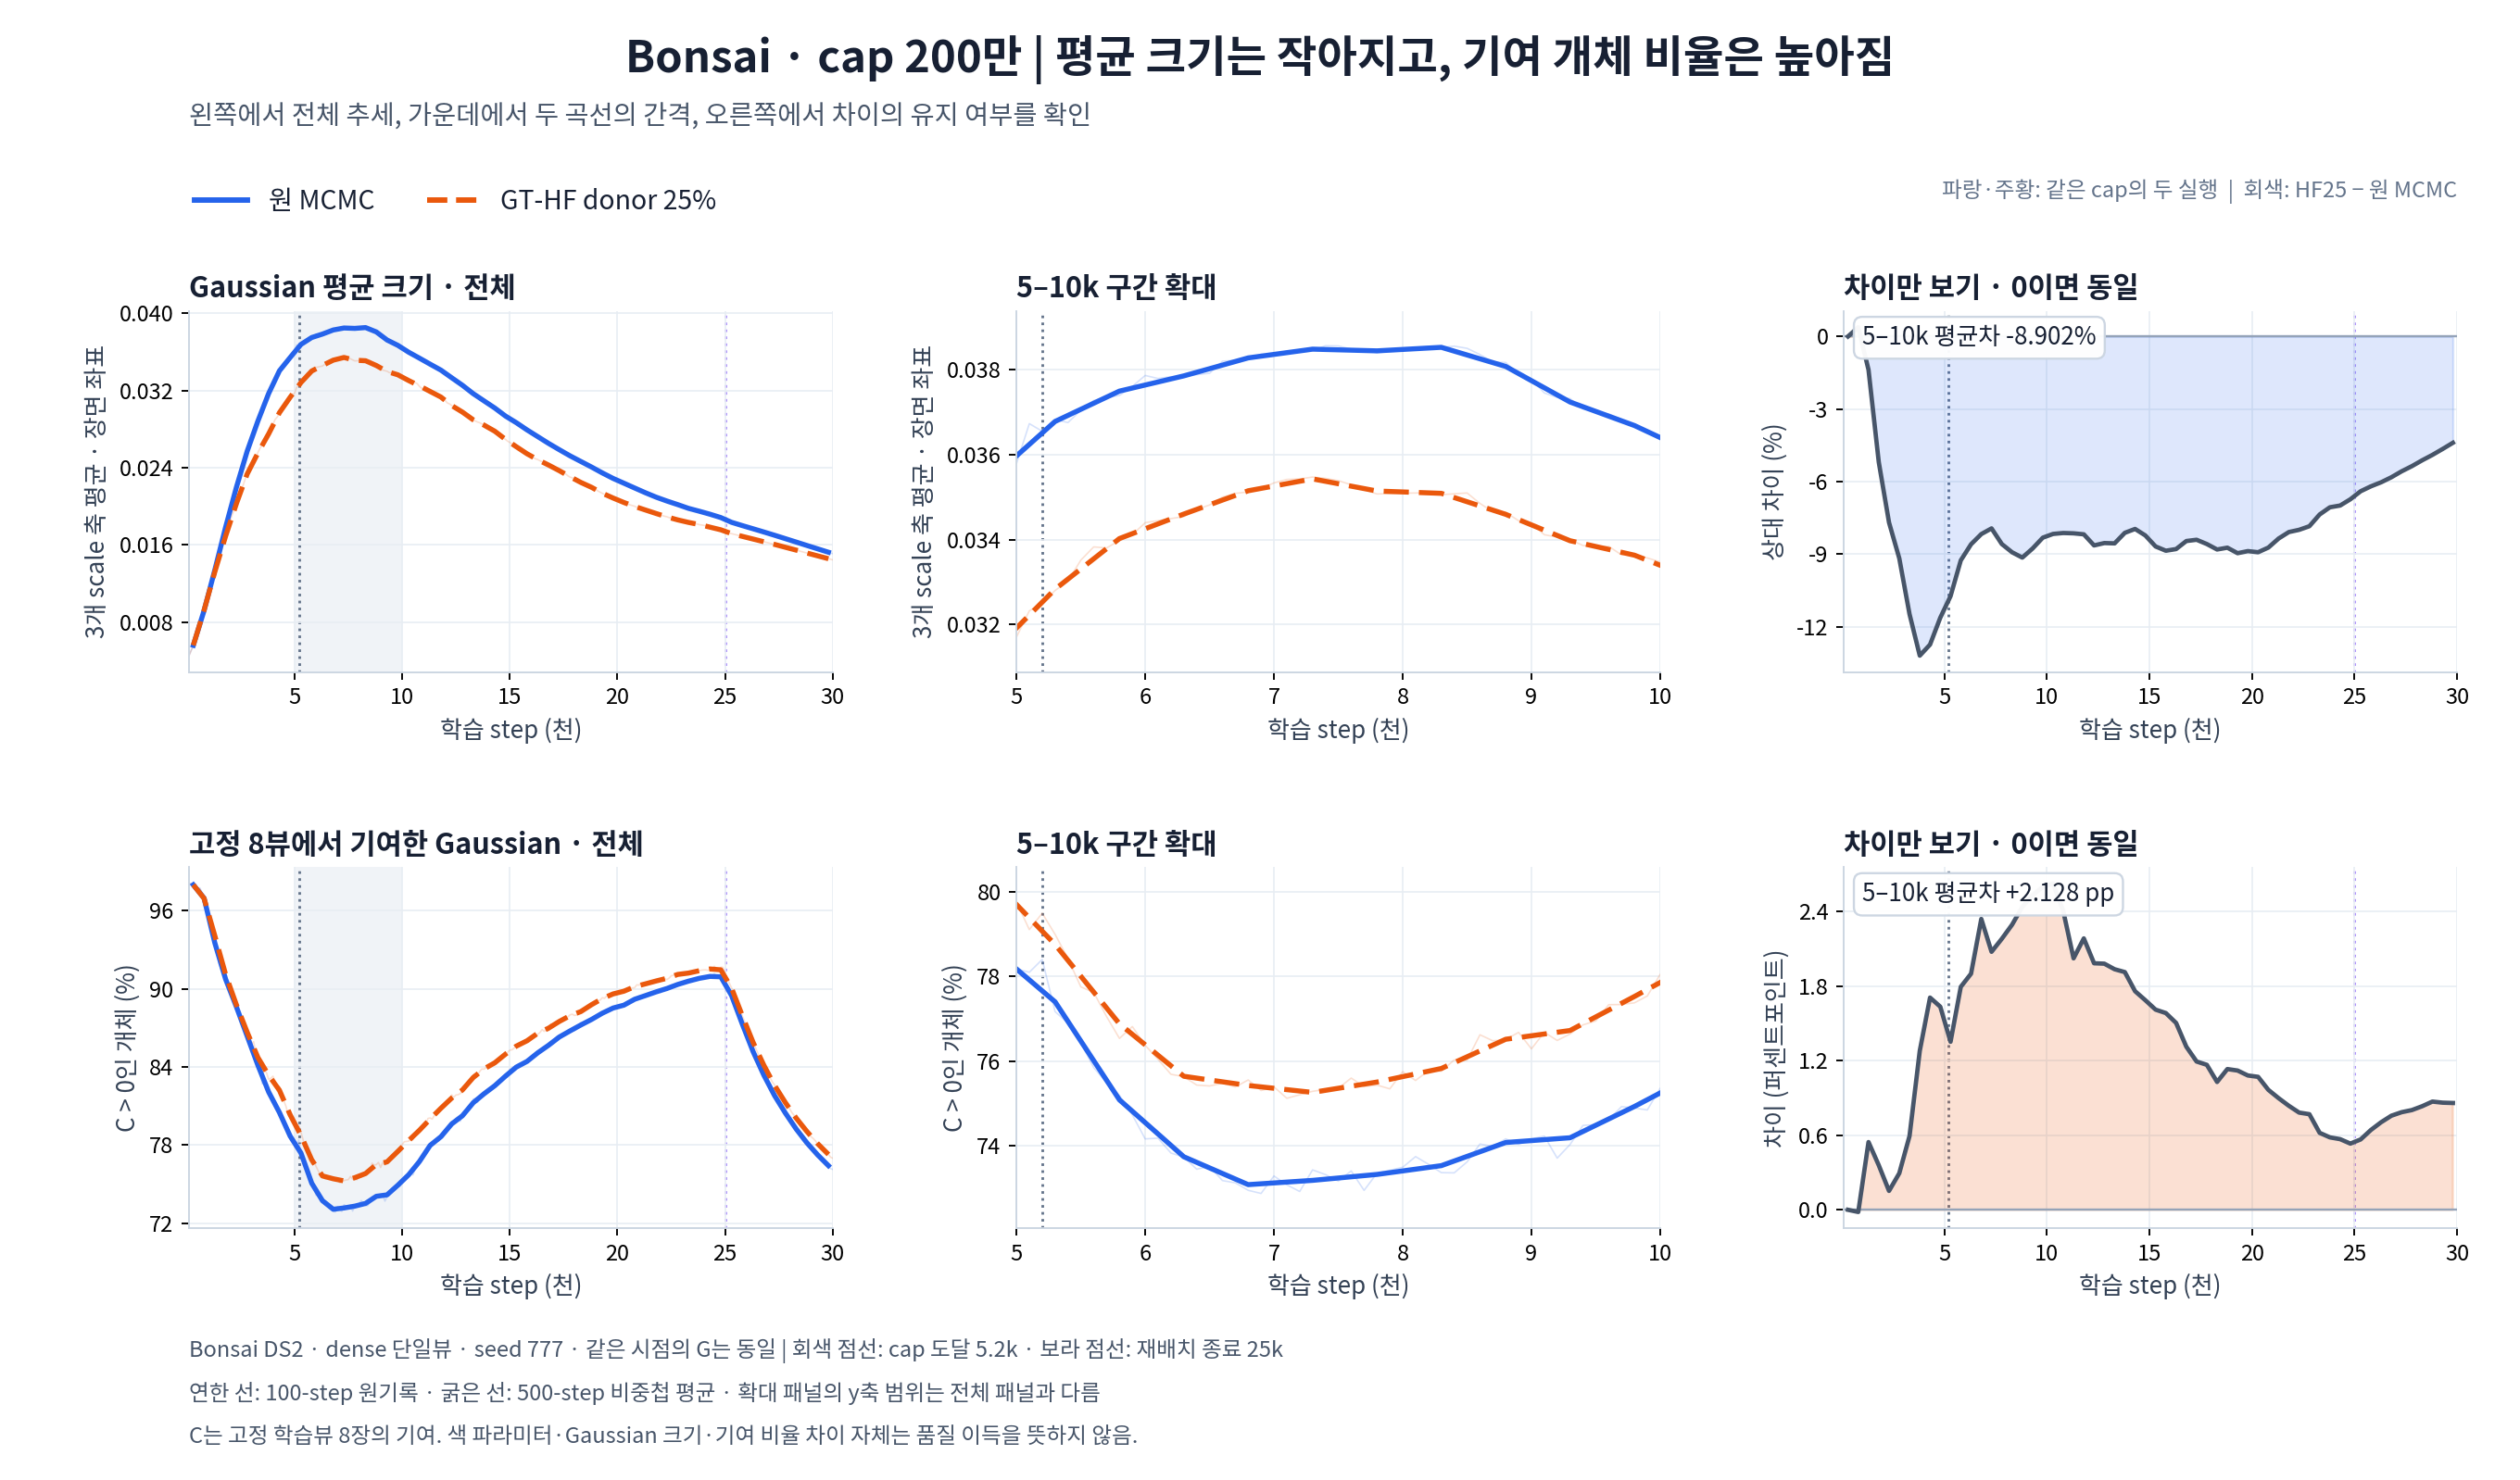 Bonsai · cap 200만 | 평균 크기는 작아지고, 기여 개체 비율은 높아짐
왼쪽에서 전체 추세, 가운데에서 두 곡선의 간격, 오른쪽에서 차이의 유지 여부를 확인
원 MCMC
GT-HF donor 25%
파랑·주황: 같은 cap의 두 실행 | 회색: HF25 − 원 MCMC
Gaussian 평균 크기 · 전체
3개 scale 축 평균 · 장면 좌표
0.040
0.032
0.024
0.016
0.008
5 10 15 20 25 30
학습 step (천)
5–10k 구간 확대
3개 scale 축 평균 · 장면 좌표
0.038
0.036
0.034
0.032
5 6 7 8 9 10
학습 step (천)
차이만 보기 · 0이면 동일
5–10k 평균차 -8.902%
상대 차이 (%)
0
-3
-6
-9
-12
5 10 15 20 25 30
학습 step (천)
고정 8뷰에서 기여한 Gaussian · 전체
C > 0인 개체 (%)
96
90
84
78
72
5 10 15 20 25 30
학습 step (천)
5–10k 구간 확대
C > 0인 개체 (%)
80
78
76
74
5 6 7 8 9 10
학습 step (천)
차이만 보기 · 0이면 동일
5–10k 평균차 +2.128 pp
차이 (퍼센트포인트)
2.4
1.8
1.2
0.6
0.0
5 10 15 20 25 30
학습 step (천)
Bonsai DS2 · dense 단일뷰 · seed 777 · 같은 시점의 G는 동일 | 회색 점선: cap 도달 5.2k · 보라 점선: 재배치 종료 25k
연한 선: 100-step 원기록 · 굵은 선: 500-step 비중첩 평균 · 확대 패널의 y축 범위는 전체 패널과 다름
C는 고정 학습뷰 8장의 기여. 색 파라미터·Gaussian 크기·기여 비율 차이 자체는 품질 이득을 뜻하지 않음.